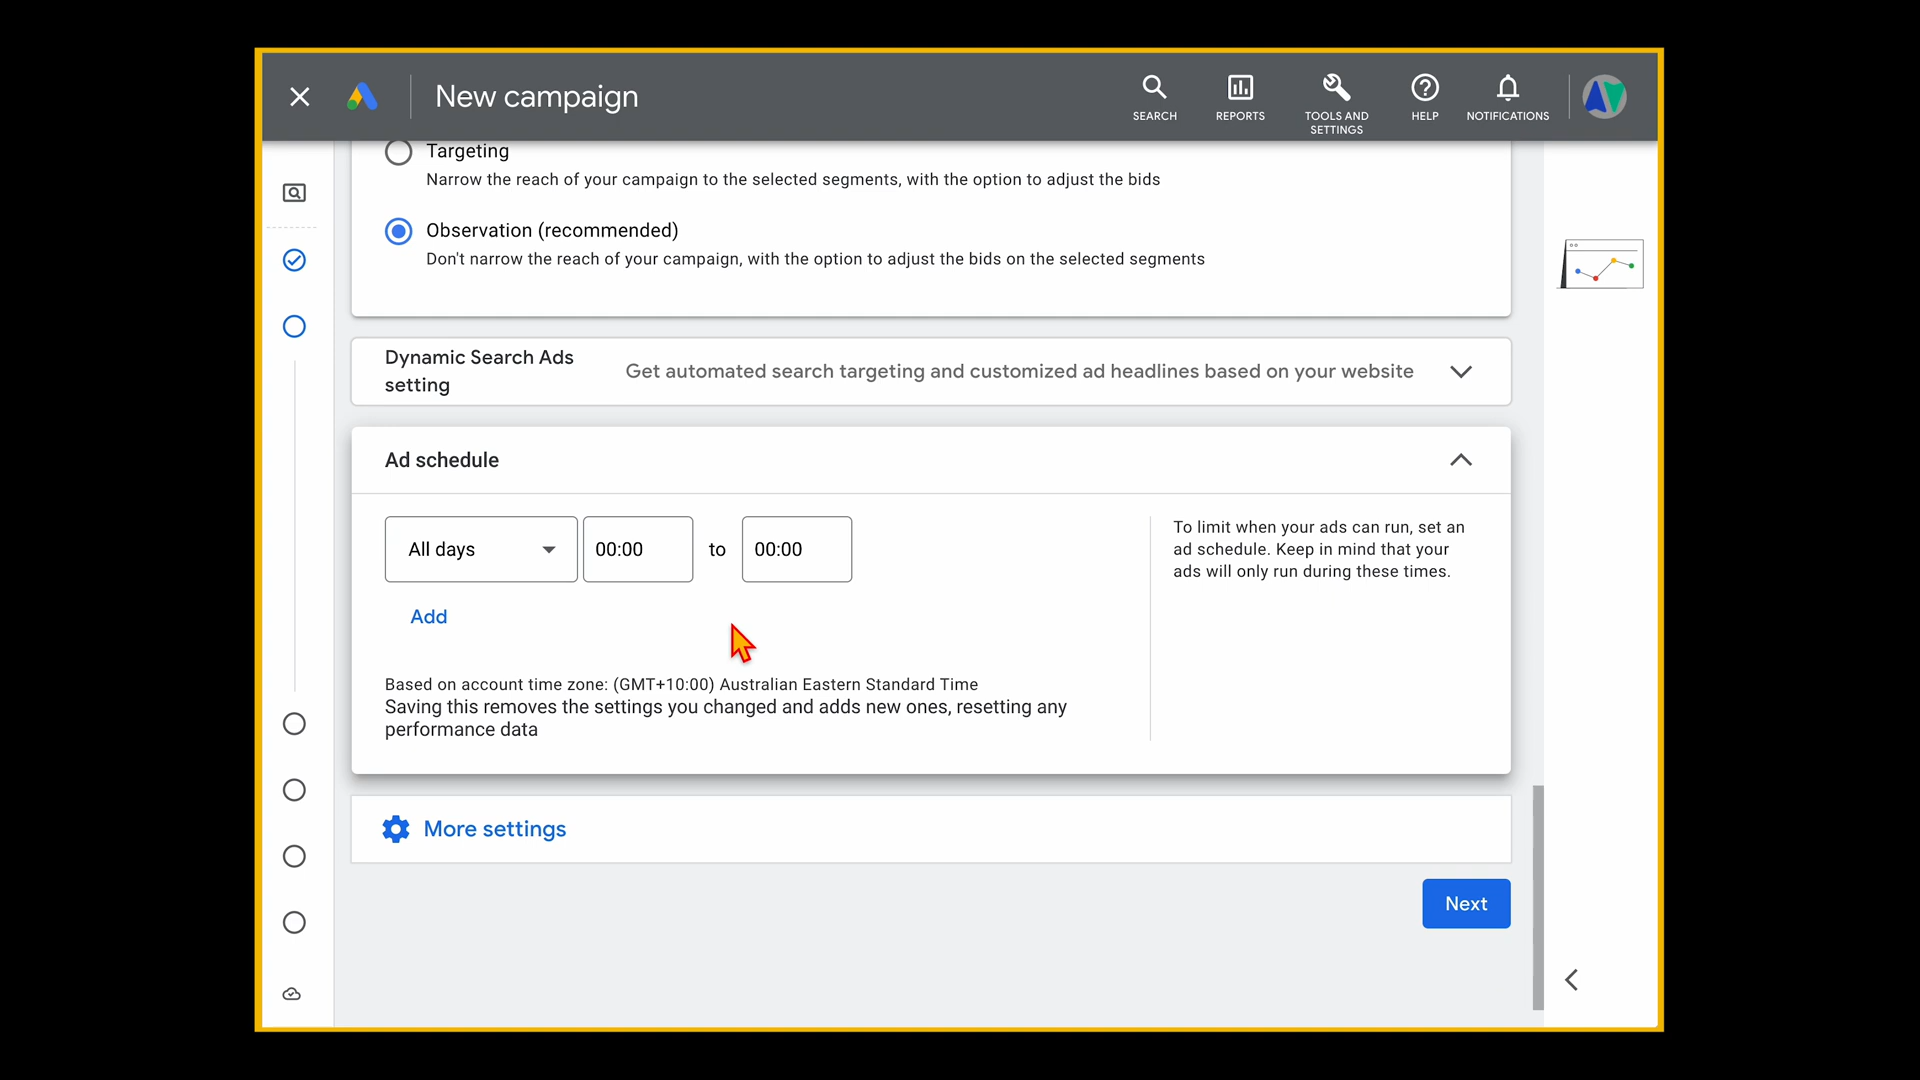 New campaign
SEARCH
REPORTS
TOOLS AND
SETTINGS
HELP
NOTIFICATIONS
Targeting
Narrow the reach of your campaign to the selected segments, with the option to adjust the bids
Observation (recommended)
Don't narrow the reach of your campaign, with the option to adjust the bids on the selected segments
Dynamic Search Ads
setting
Get automated search targeting and customized ad headlines based on your website
Ad schedule
All days
00:00
to
00:00
To limit when your ads can run, set an
ad schedule. Keep in mind that your
ads will only run during these times.
Add
Based on account time zone: (GMT+10:00) Australian Eastern Standard Time
Saving this removes the settings you changed and adds new ones, resetting any
performance data
More settings
Next